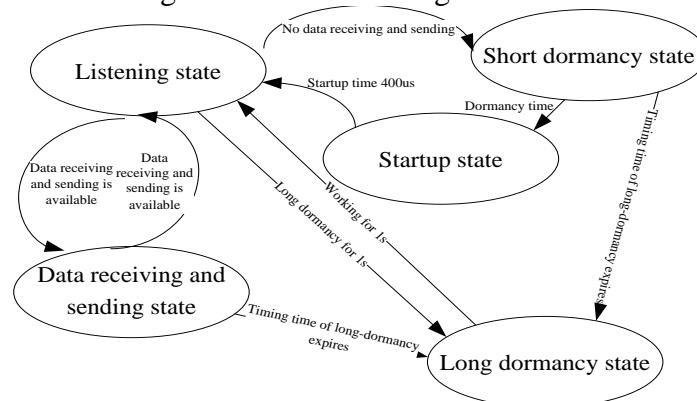 No data receiving and sending
Listening state
Short dormancy state
Startup time 400us
Dormancy time
Startup state
Timing time of long-dormancy expires
Data receiving
and sending is
available
Data
receiving and
sending is
available
Working for 1s
Long dormancy for 1s
Data receiving and
sending state
Timing time of long-dormancy
expires
Long dormancy state